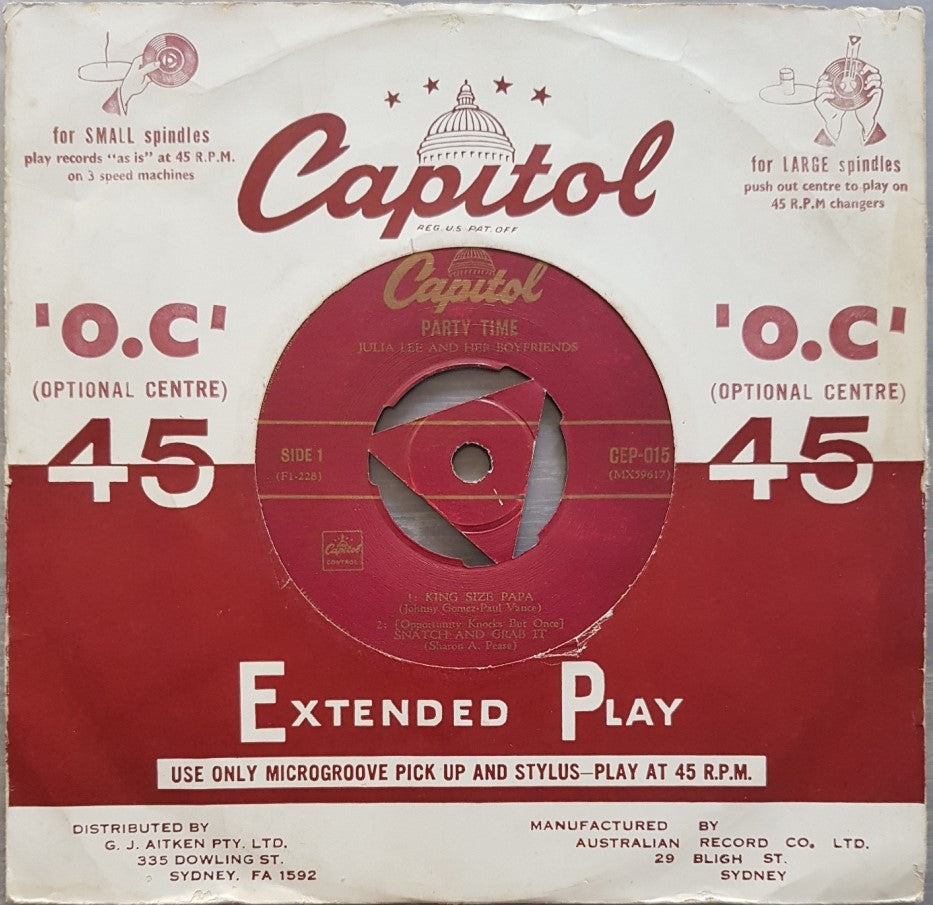 for SMALL spindles
play records "as is" at 45 R.P.M.
on 3 speed machines
Capitol
REG. U.S. PAT. OFF
for LARGE spindles
push out centre to play on
45 R.P.M changers
'O.C'
(OPTIONAL CENTRE)
45
'O.C'
(OPTIONAL CENTRE)
45
Capitol
PARTY TIME
JULIA LEE AND HER BOYFRIENDS
SIDE 1
(F1-228)
CEP-015
(MX59617)
Capitol
CONTROL
1: KING SIZE PAPA
(Johnny Gomez-Paul Vance)
2: [Opportunity Knocks But Once]
SNATCH AND GRAB IT
(Sharon A. Pease)
EXTENDED PLAY
USE ONLY MICROGROOVE PICK UP AND STYLUS—PLAY AT 45 R.P.M.
DISTRIBUTED BY
G. J. AITKEN PTY. LTD.
335 DOWLING ST.
SYDNEY. FA 1592
MANUFACTURED BY
AUSTRALIAN RECORD CO. LTD.
29 BLIGH ST.
SYDNEY